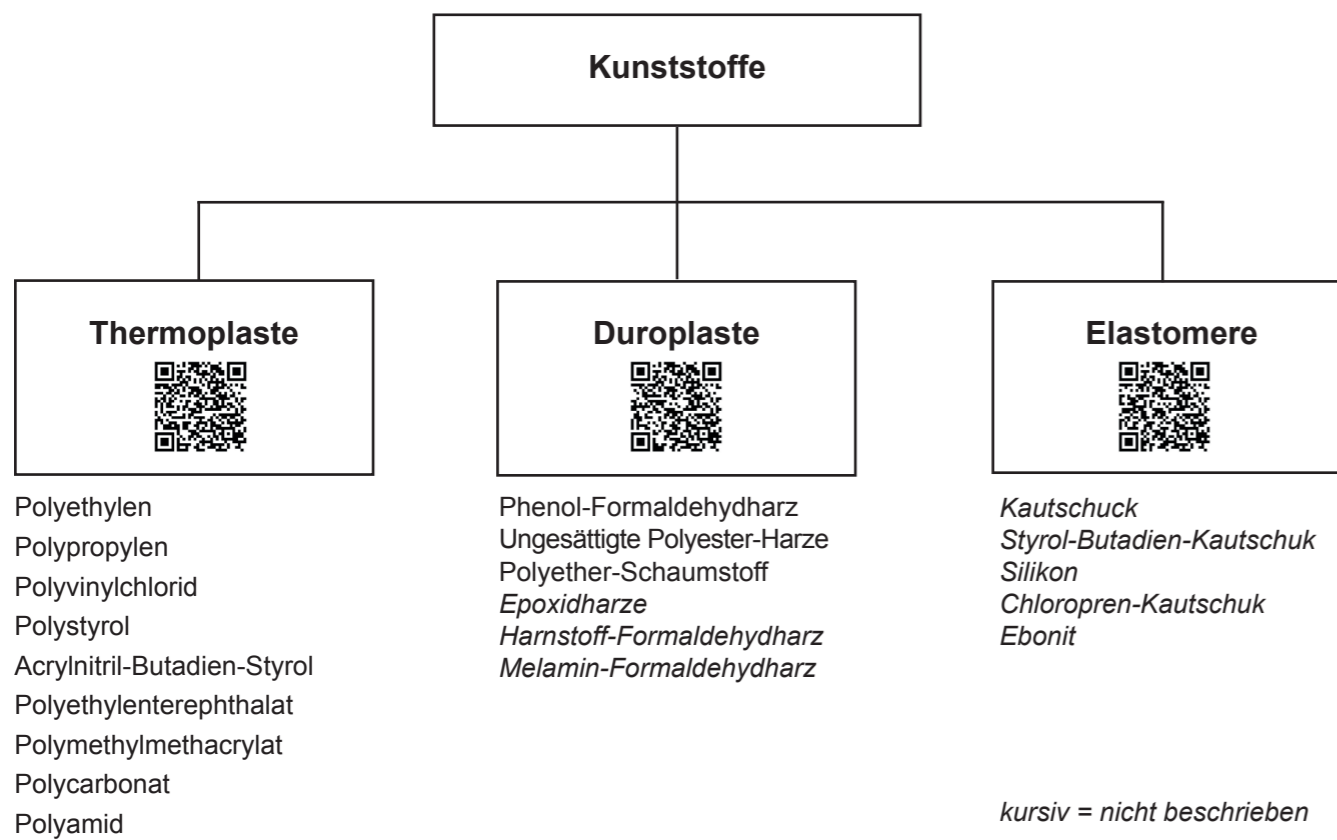 Kunststoffe
Thermoplaste
Polyethylen
Polypropylen
Polyvinylchlorid
Polystyrol
Acrylnitril-Butadien-Styrol
Polyethylenterephthalat
Polymethylmethacrylat
Polycarbonat
Polyamid
Duroplaste
Phenol-Formaldehydharz
Ungesättigte Polyester-Harze
Polyether-Schaumstoff
Epoxidharze
Harnstoff-Formaldehydharz
Melamin-Formaldehydharz
Elastomere
Kautschuck
Styrol-Butadien-Kautschuk
Silikon
Chloropren-Kautschuk
Ebonit
kursiv = nicht beschrieben